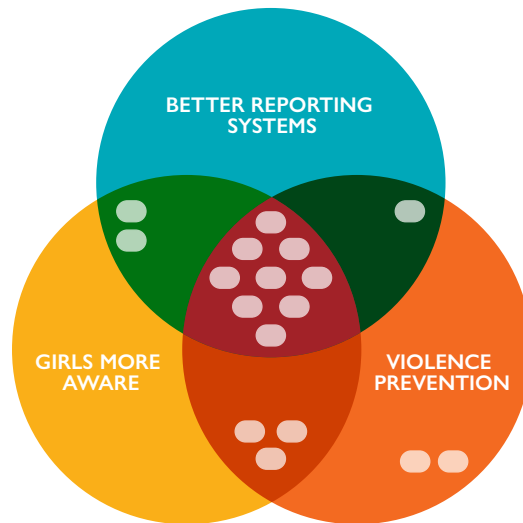 BETTER REPORTING
SYSTEMS
GIRLS MORE
AWARE
VIOLENCE
PREVENTION